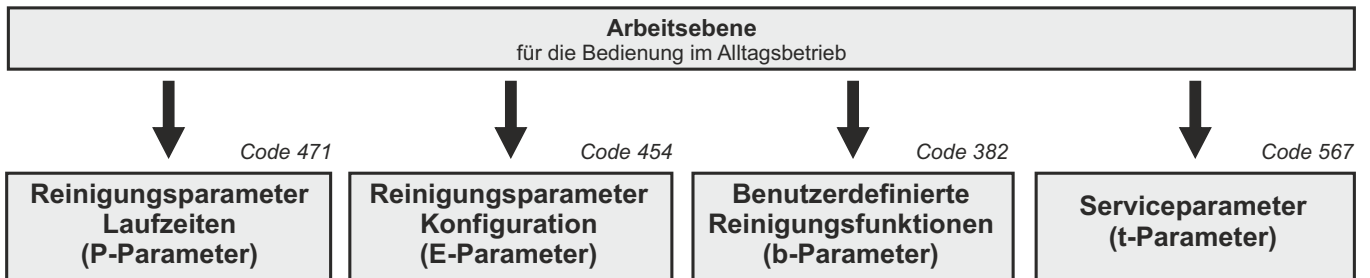 Arbeitsebene
für die Bedienung im Alltagsbetrieb
Code 471
Code 454
Code 382
Code 567
Reinigungsparameter
Laufzeiten
(P-Parameter)
Reinigungsparameter
Konfiguration
(E-Parameter)
Benutzerdefinierte
Reinigungsfunktionen
(b-Parameter)
Serviceparameter
(t-Parameter)